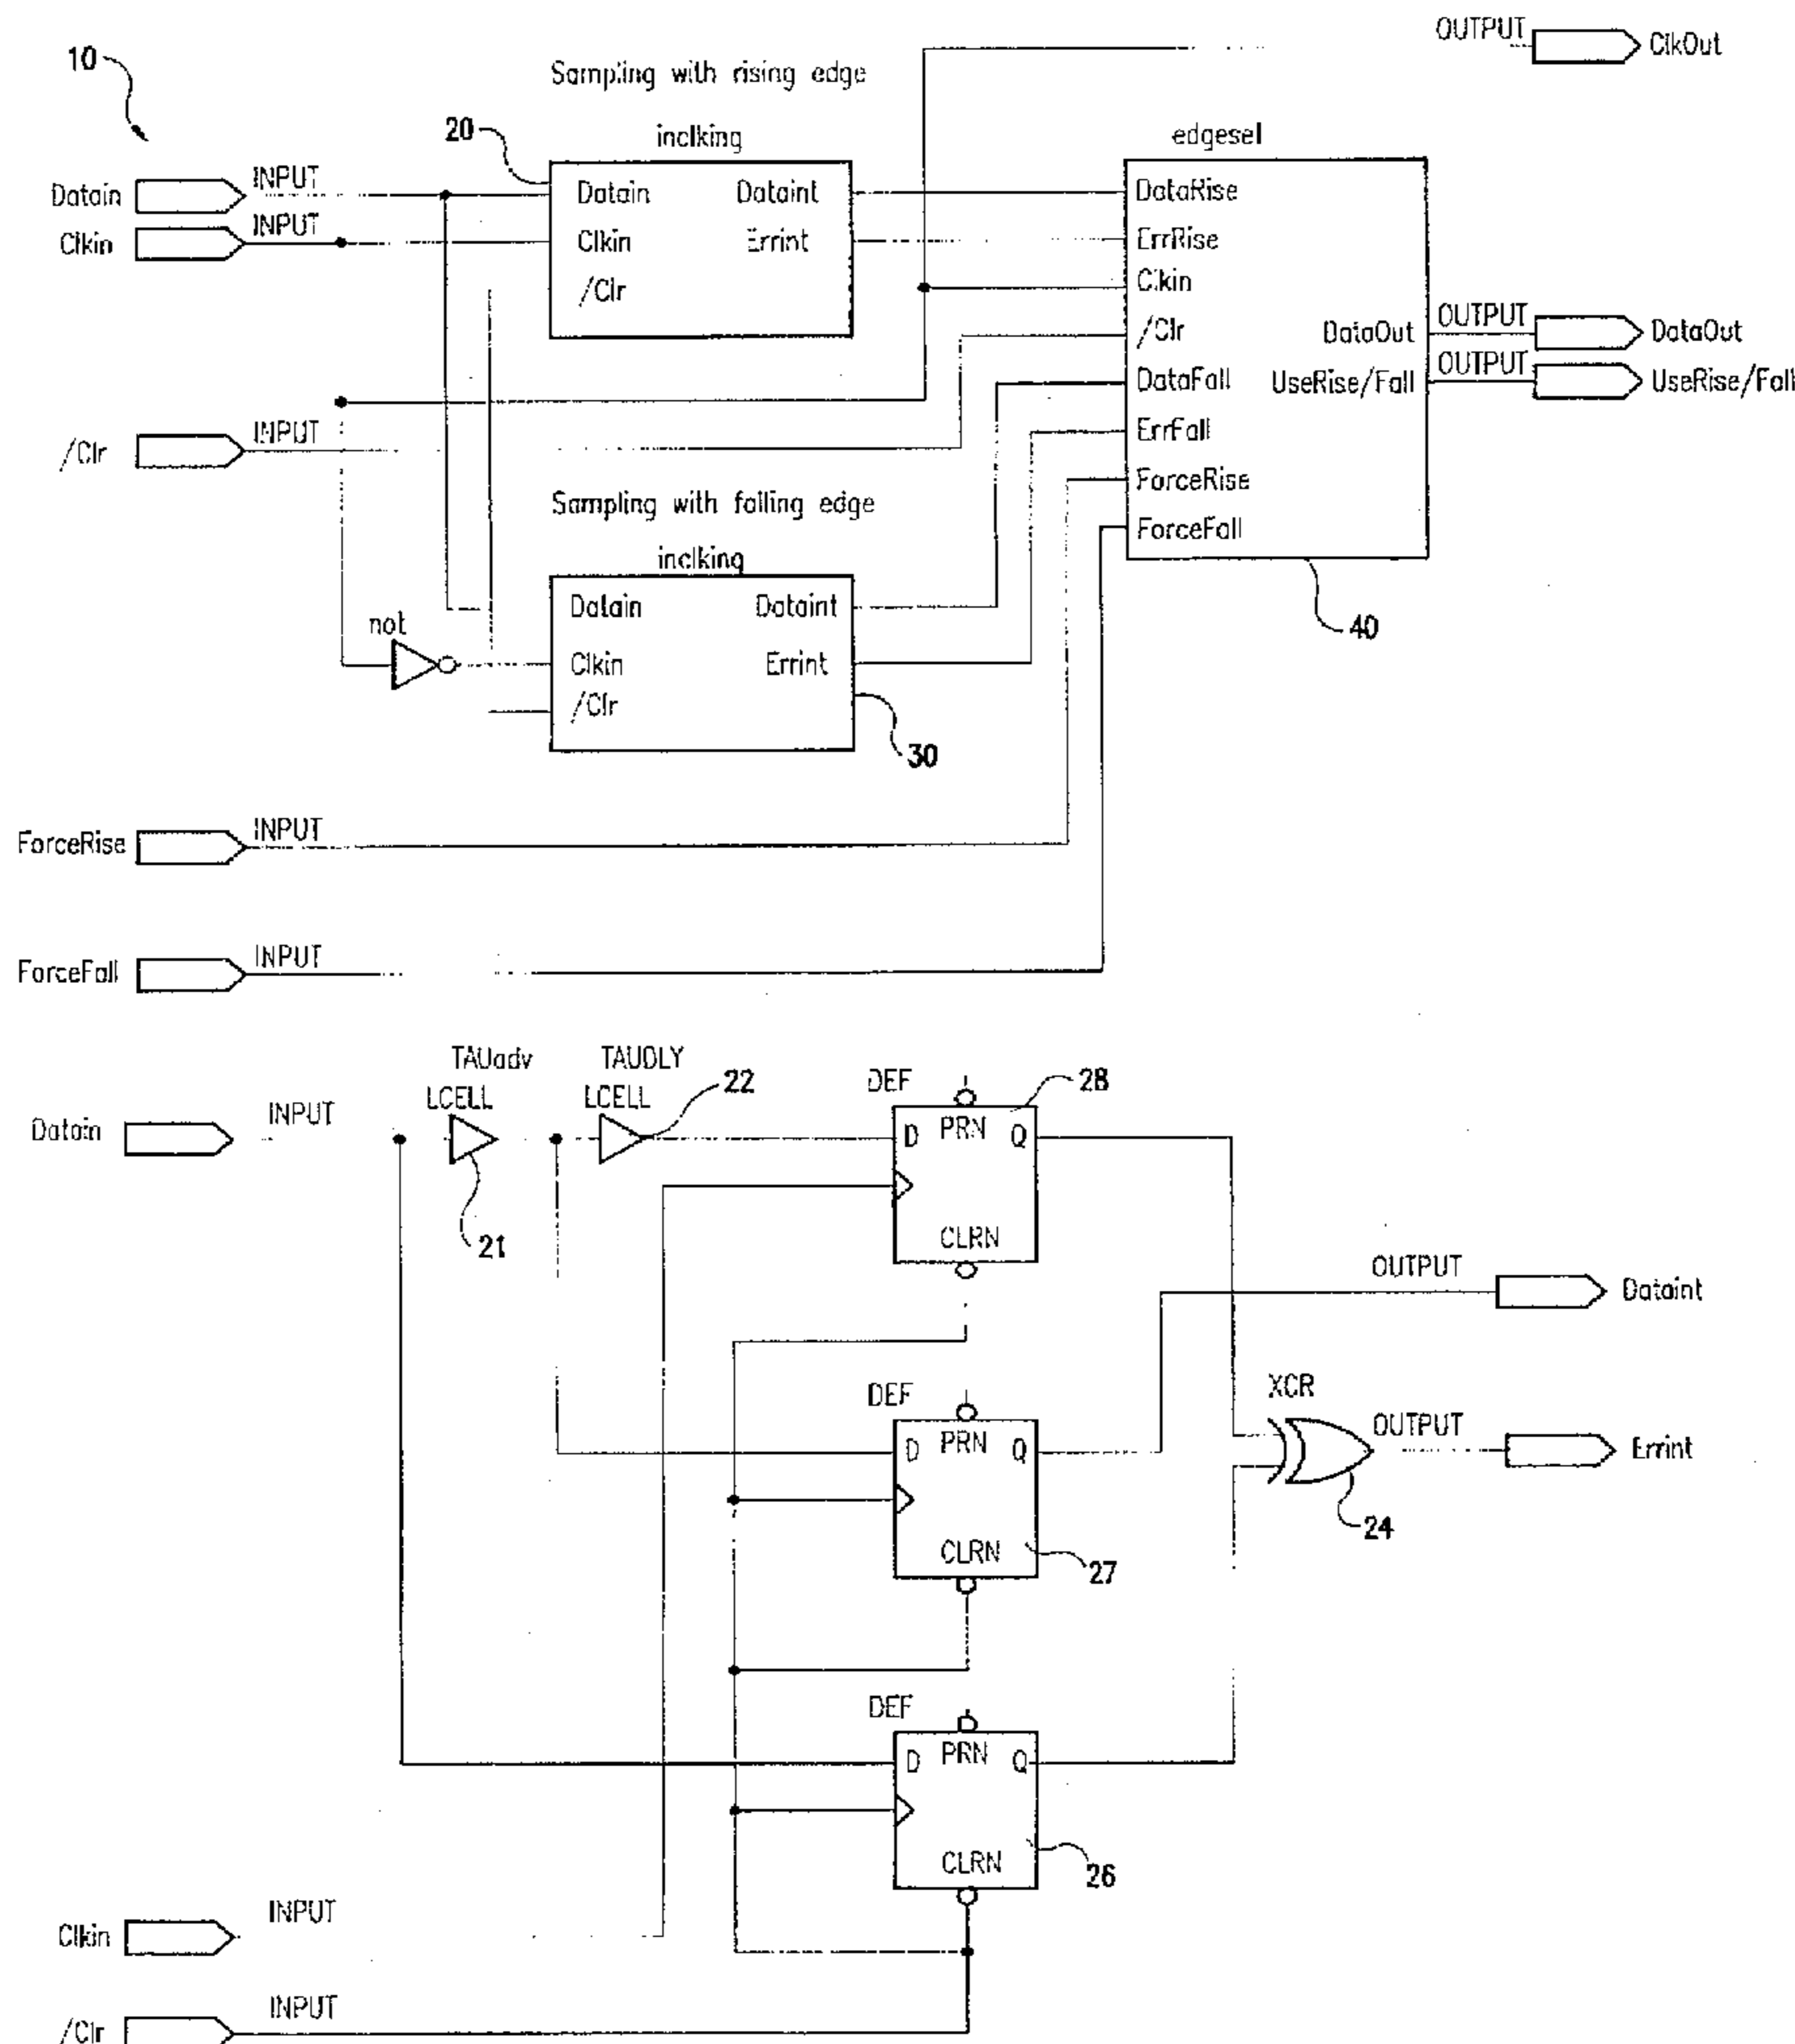 OUTPUT
ClkOut
10
Sampling with rising edge
20
inclking
edgesel
Datain
INPUT
Datain
Dataint
DataRise
Clkin
INPUT
Clkin
Errint
ErrRise
/Clr
Clkin
/Clr
DataOut
OUTPUT
DataOut
DataFall
UseRise/Fall
OUTPUT
UseRise/Fall
/Clr
INPUT
ErrFall
ForceRise
Sampling with falling edge
ForceFall
inclking
Datain
Dataint
not
40
Clkin
Errint
/Clr
30
ForceRise
INPUT
ForceFall
INPUT
TAUadv
TAUDLY
LCELL
LCELL
22
DEF
28
Datain
INPUT
D
PRN
Q
CLRN
21
OUTPUT
Dataint
DEF
XCR
D
PRN
Q
OUTPUT
Errint
24
CLRN
27
DEF
D
PRN
Q
CLRN
26
Clkin
INPUT
/Clr
INPUT